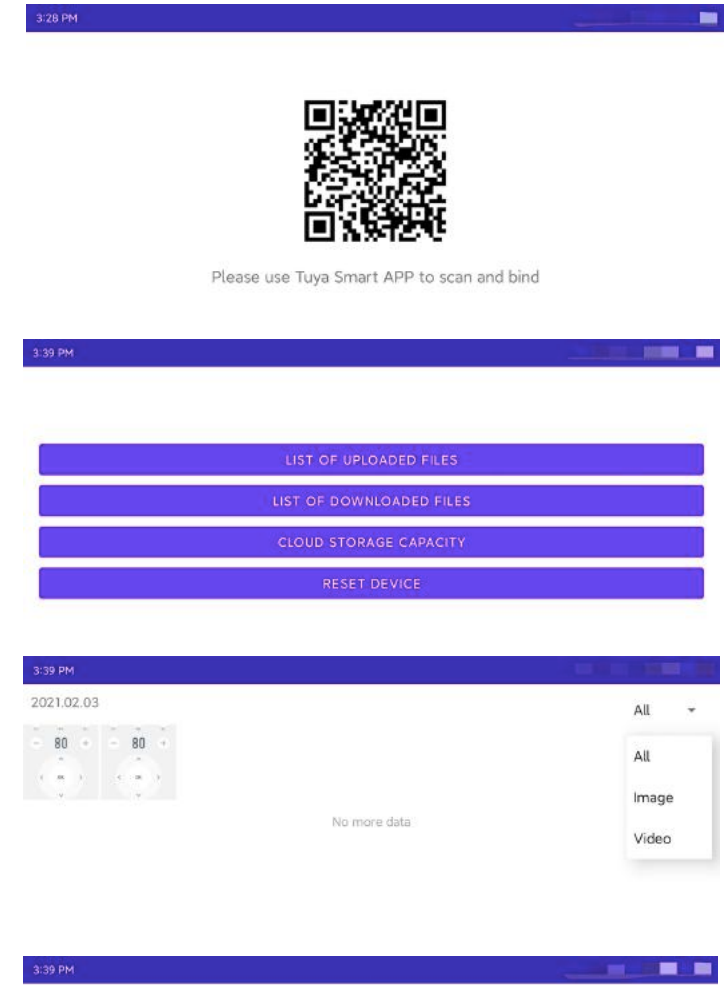 3:28 PM
Please use Tuya Smart APP to scan and bind
3:39 PM
LIST OF UPLOADED FILES
LIST OF DOWNLOADED FILES
CLOUD STORAGE CAPACITY
RESET DEVICE
3:39 PM
2021.02.03
All
− 80 + − 80 +
All
Image
No more data
Video
3:39 PM